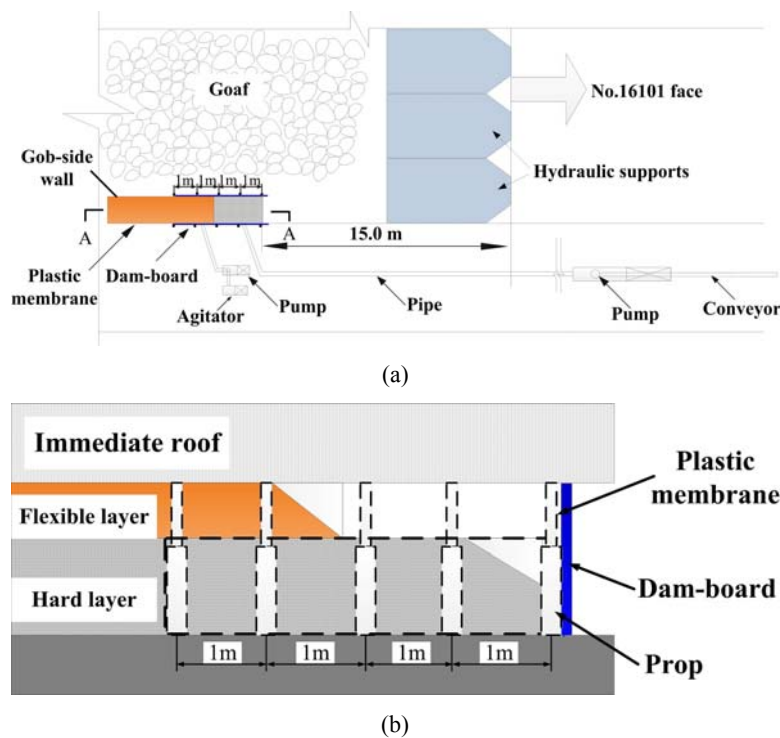 Goaf
No.16101 face
Gob-side
wall
1m 1m 1m 1m
Hydraulic supports
A
A
15.0 m
Plastic
membrane
Dam-board
Agitator
Pump
Pipe
Pump
Conveyor
(a)
Immediate roof
Plastic
membrane
Flexible layer
Dam-board
Hard layer
1m 1m 1m 1m
Prop
(b)